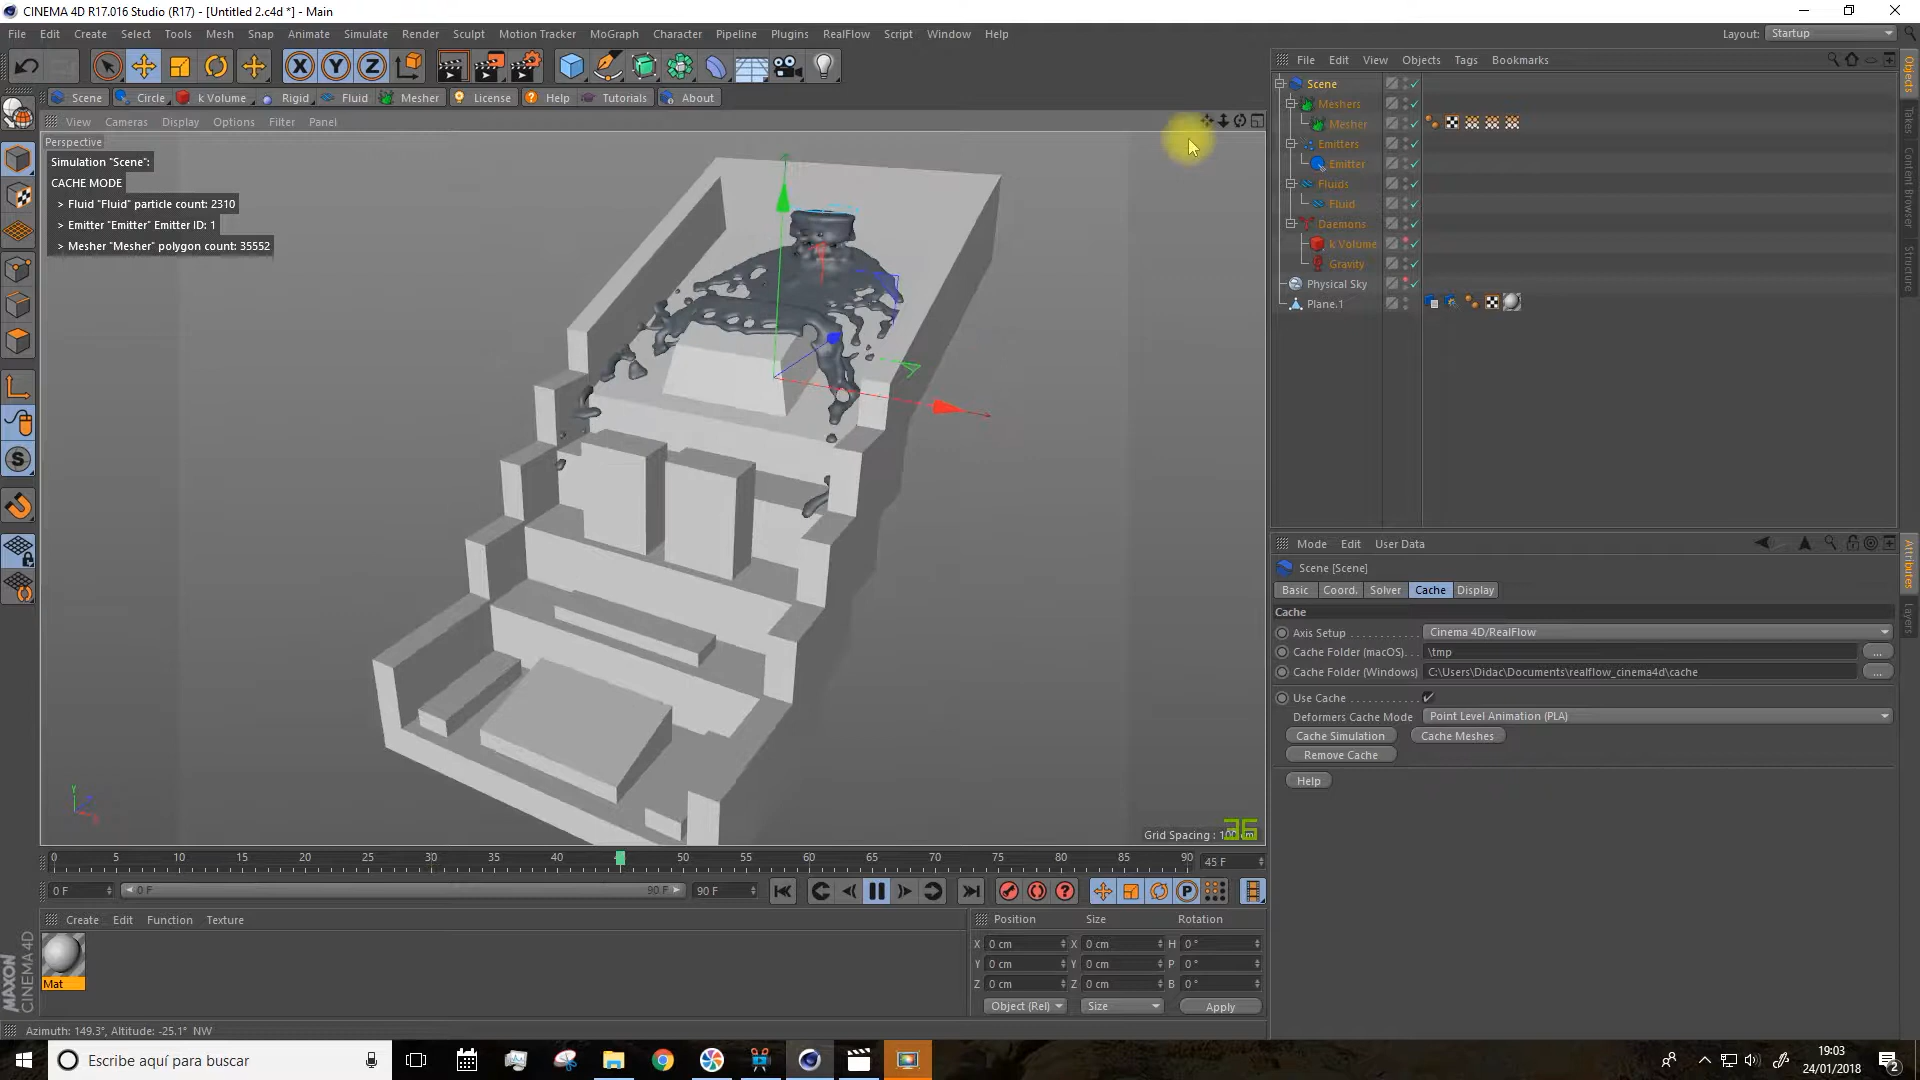 CINEMA 4D R17.016 Studio (R17) - [Untitled 2.c4d *] - Main
File Edit Create Select Tools Mesh Snap Animate Simulate Render Sculpt Motion Tracker MoGraph Character Pipeline Plugins RealFlow Script Window Help
Layout: Startup
X Y Z
File Edit View Objects Tags Bookmarks
Scene Circle k Volume Rigid Fluid Mesher License Help Tutorials About
View Cameras Display Options Filter Panel
Perspective
Simulation "Scene":
CACHE MODE
> Fluid "Fluid" particle count: 2310
> Emitter "Emitter" Emitter ID: 1
> Mesher "Mesher" polygon count: 35552
Scene
Meshers
Mesher
Emitters
Emitter
Fluids
Fluid
Daemons
k Volume
Gravity
Physical Sky
Plane.1
Objects
Takes
Content Browser
Structure
Mode Edit User Data
Scene [Scene]
Basic Coord. Solver Cache Display
Cache
Axis Setup Cinema 4D/RealFlow
Cache Folder (macOS). . . \tmp ...
Cache Folder (Windows) C:\Users\Didac\Documents\realflow_cinema4d\cache ...
Use Cache
Deformers Cache Mode Point Level Animation (PLA)
Cache Simulation Cache Meshes
Remove Cache
Help
Attributes
Layers
Y
36
0 5 10 15 20 25 30 35 40 45 50 55 60 65 70 75 80 85 90 45 F
0 F 0 F 90 F 90 F
Create Edit Function Texture
Mat
Position Size Rotation
X 0 cm X 0 cm H 0 °
Y 0 cm Y 0 cm P 0 °
Z 0 cm Z 0 cm B 0 °
Object (Rel) Size Apply
MAXON
CINEMA 4D
Azimuth: 149.3°, Altitude: -25.1° NW
Escribe aquí para buscar
19:03
24/01/2018
2